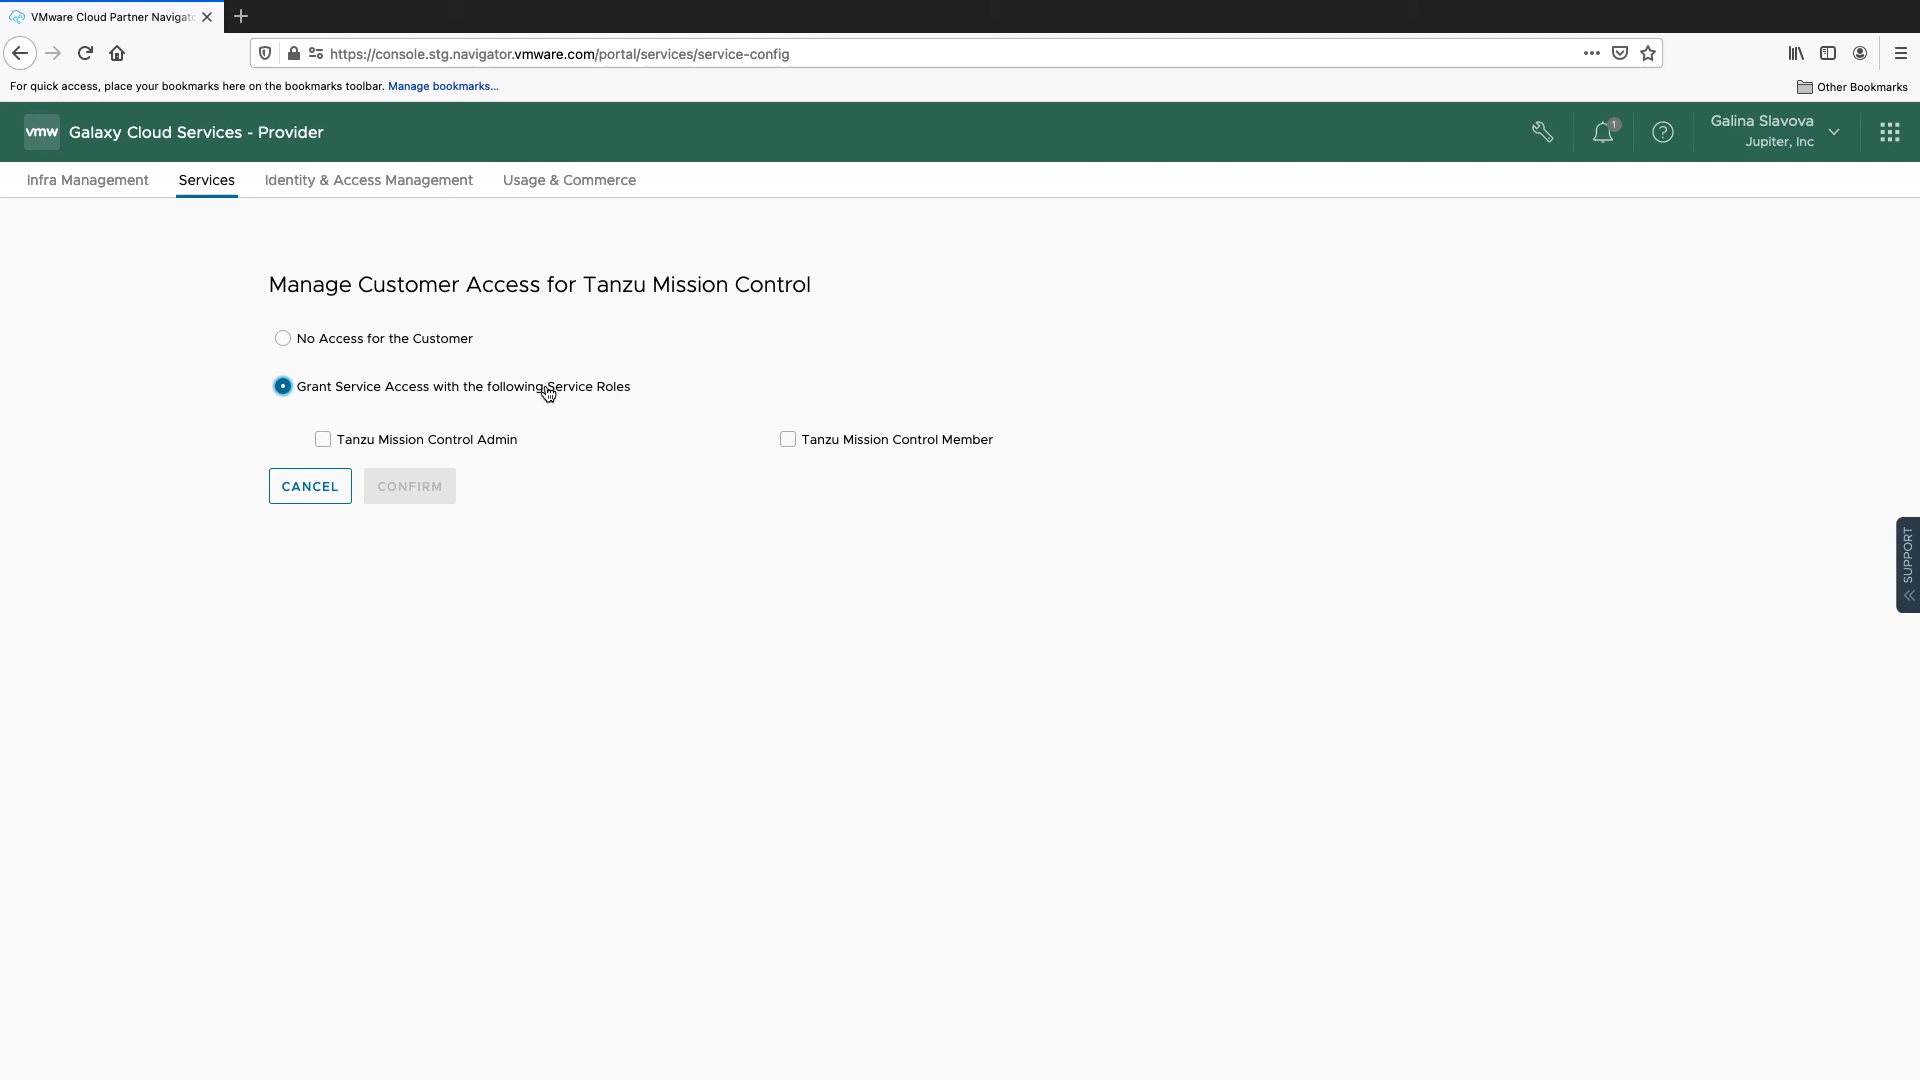 VMware Cloud Partner Navigat
https://console.stg.navigator.vmware.com/portal/services/service-config
For quick access, place your bookmarks here on the bookmarks toolbar. Manage bookmarks...
Other Bookmarks
vmw Galaxy Cloud Services - Provider
1
Galina Slavova
Jupiter, Inc
Infra Management Services Identity & Access Management Usage & Commerce
Manage Customer Access for Tanzu Mission Control
No Access for the Customer
Grant Service Access with the following Service Roles
Tanzu Mission Control Admin Tanzu Mission Control Member
CANCEL CONFIRM
SUPPORT